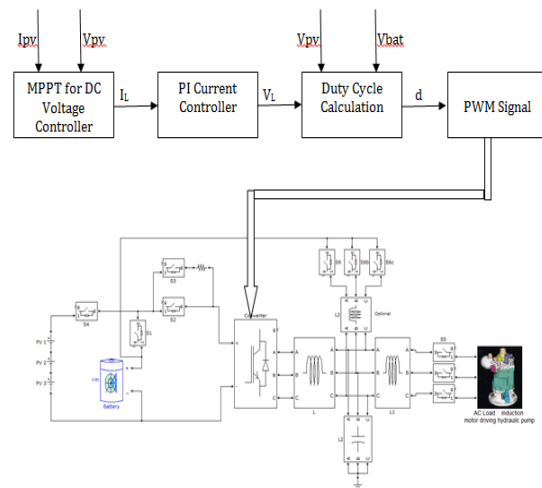 Ipv Vpv Vpv Vbat
MPPT for DC
Voltage
Controller
IL
PI Current
Controller
VL
Duty Cycle
Calculation
d
PWM Signal
S3
S4
S2
S1
PV 1
PV 2
PV 3
Battery
Converter
A
B
C
L
L3
Optional
L1
L2
A B C
S5
AC Load : induction
motor driving hydraulic pump